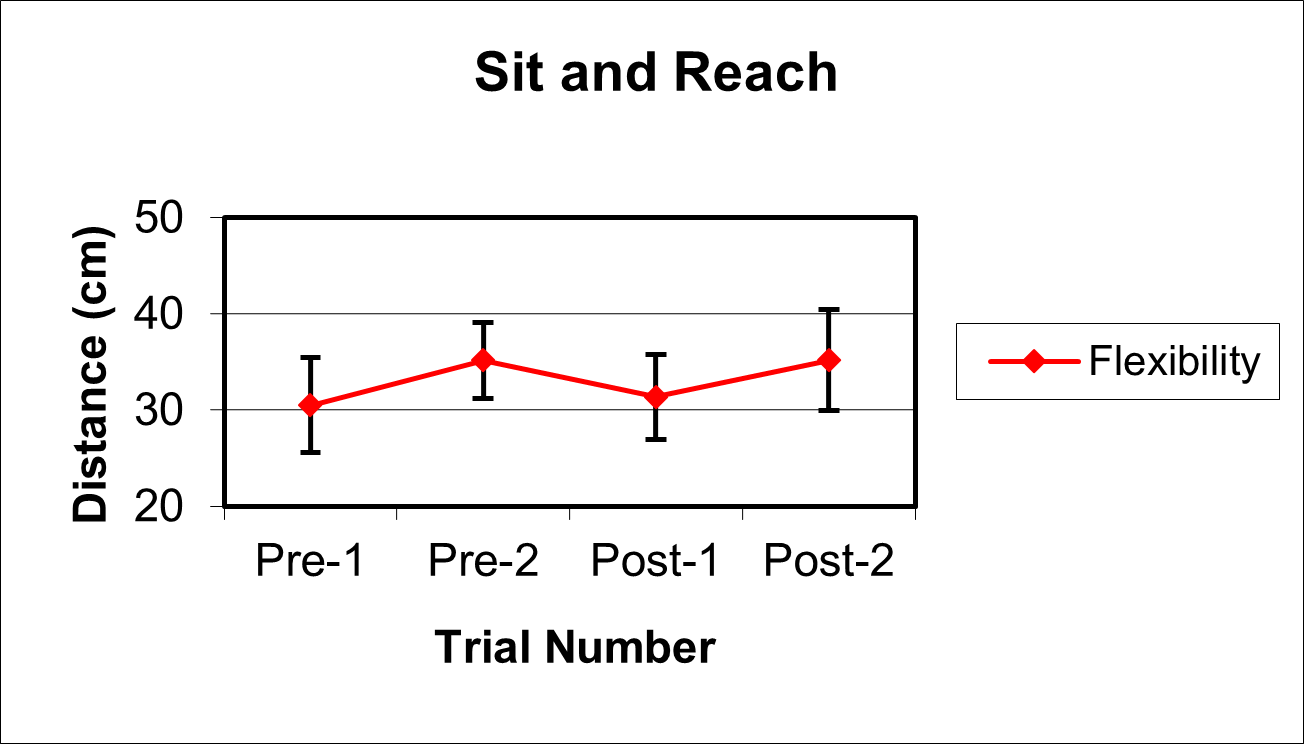 Sit and Reach
50
40
30
20
Distance (cm)
Pre-1 Pre-2 Post-1 Post-2
Trial Number
Flexibility